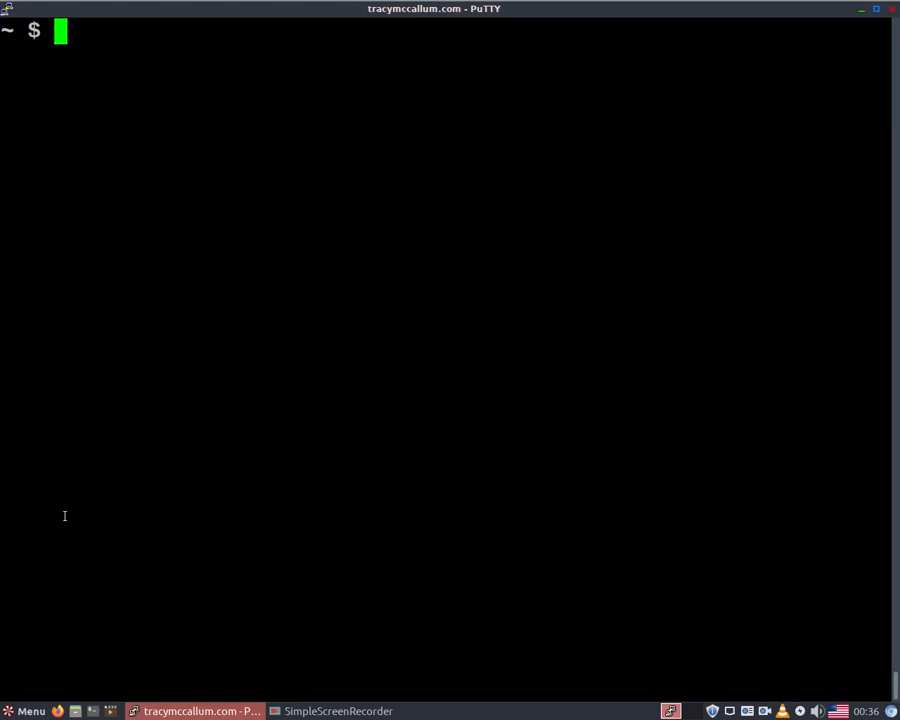 tracymccallum.com - PuTTY
~ $
Menu
tracymccallum.com - P...
SimpleScreenRecorder
00:36